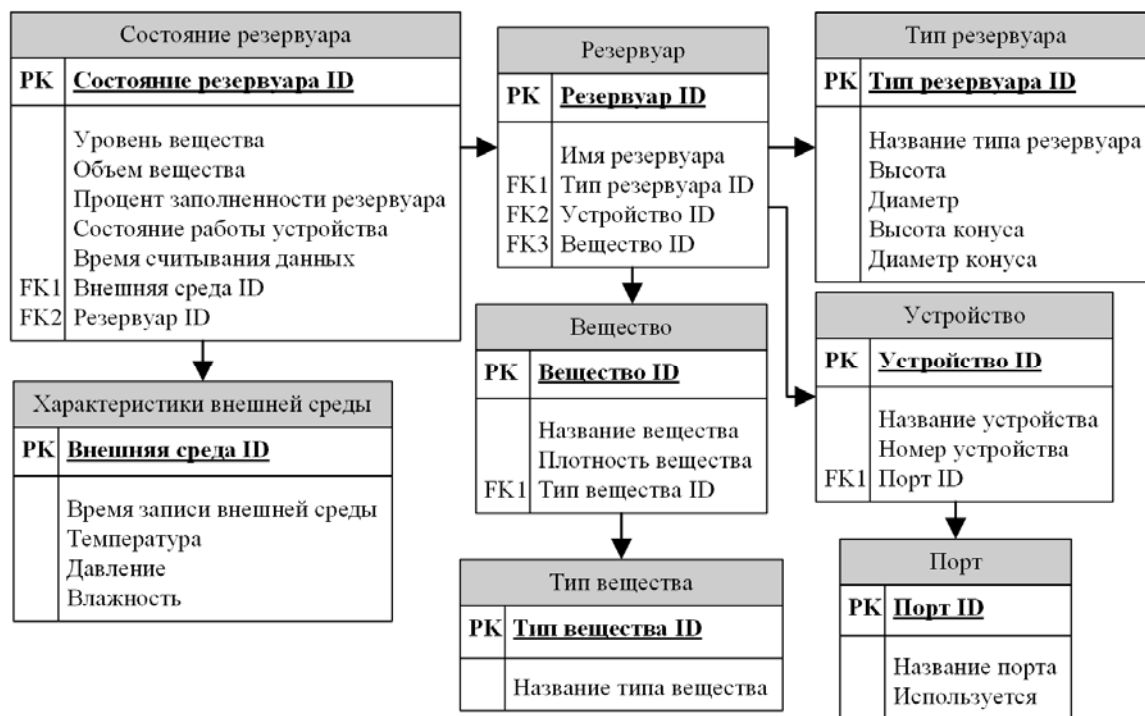 Состояние резервуара
PK Состояние резервуара ID
Уровень вещества
Объем вещества
Процент заполненности резервуара
Состояние работы устройства
Время считывания данных
FK1 Внешняя среда ID
FK2 Резервуар ID
Резервуар
PK Резервуар ID
Имя резервуара
FK1 Тип резервуара ID
FK2 Устройство ID
FK3 Вещество ID
Тип резервуара
PK Тип резервуара ID
Название типа резервуара
Высота
Диаметр
Высота конуса
Диаметр конуса
Характеристики внешней среды
PK Внешняя среда ID
Время записи внешней среды
Температура
Давление
Влажность
Вещество
PK Вещество ID
Название вещества
Плотность вещества
FK1 Тип вещества ID
Устройство
PK Устройство ID
Название устройства
Номер устройства
FK1 Порт ID
Тип вещества
PK Тип вещества ID
Название типа вещества
Порт
PK Порт ID
Название порта
Используется